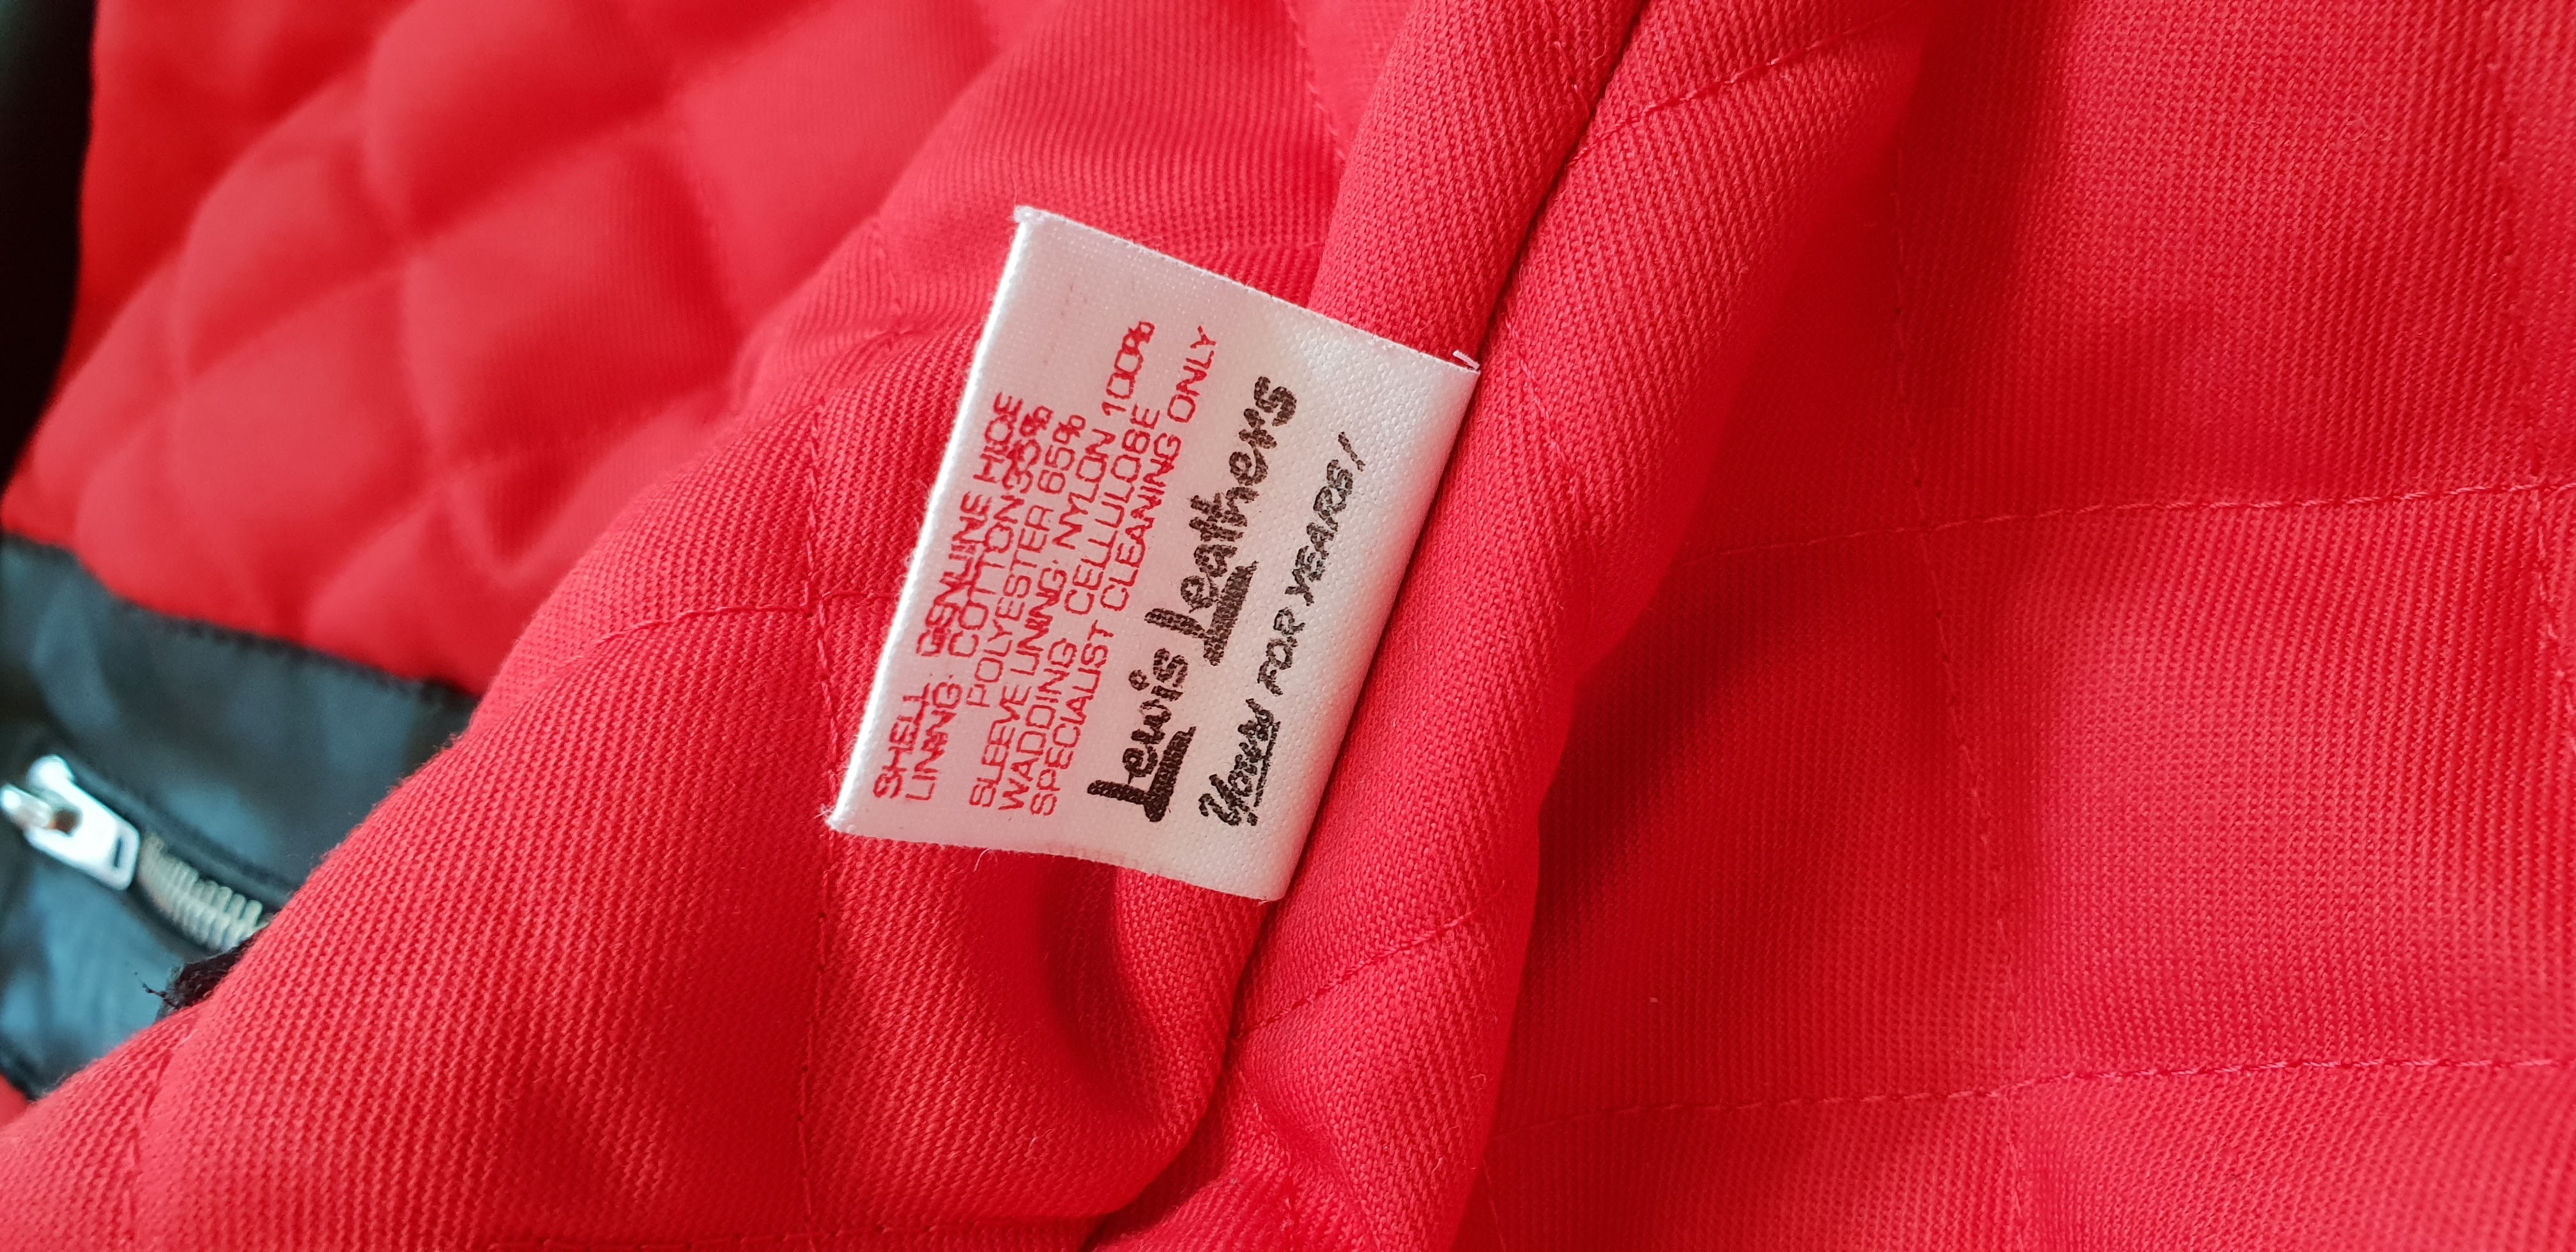 SHELL: GENUINE HIDE
LINING: COTTON 35%
POLYESTER 65%
SLEEVE LINING: NYLON 100%
WADDING CELLULOBE
SPECIALIST CLEANING ONLY
Lewis Leathers
Yours FOR YEARS!